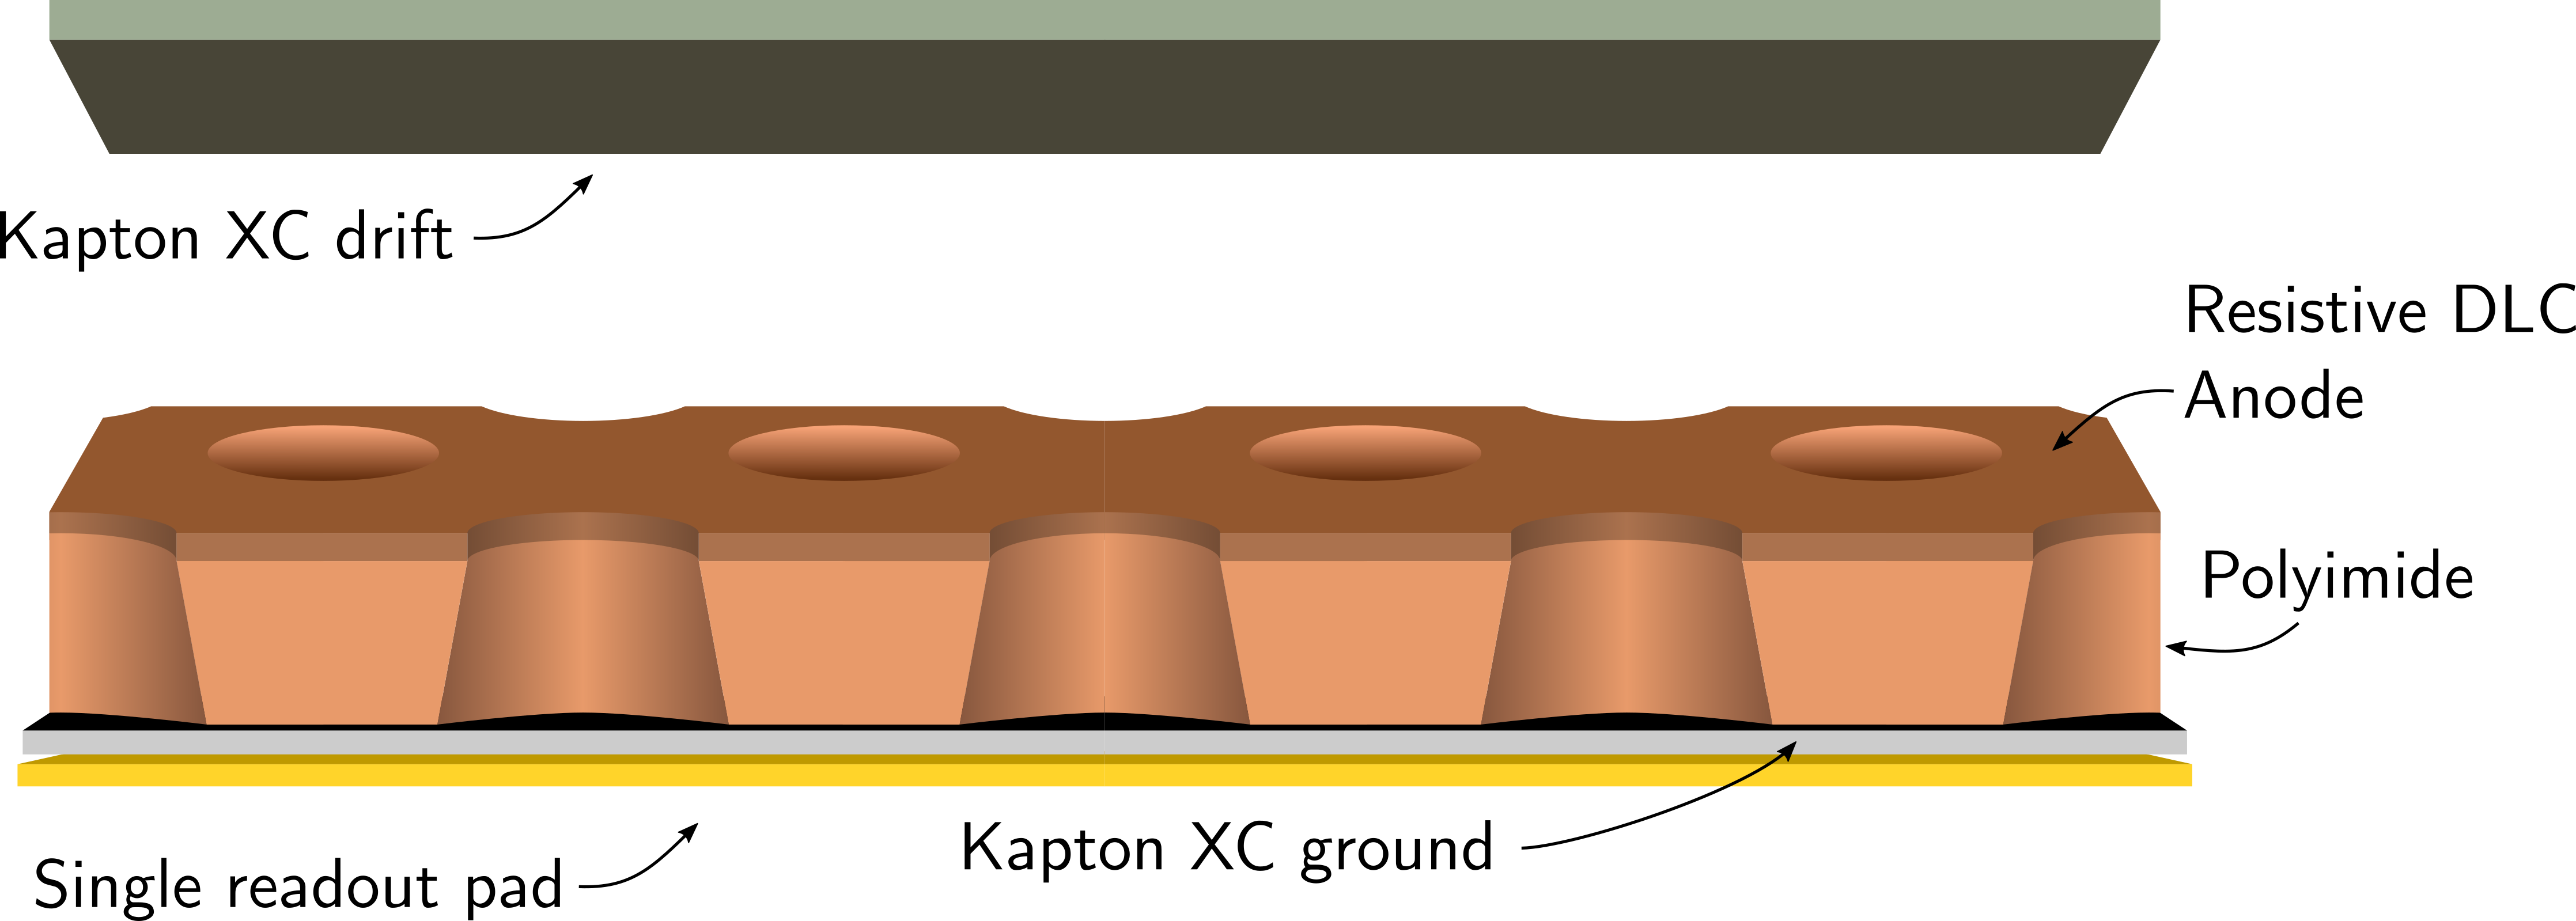 Kapton XC drift
Resistive DLC
Anode
Polyimide
Kapton XC ground
Single readout pad